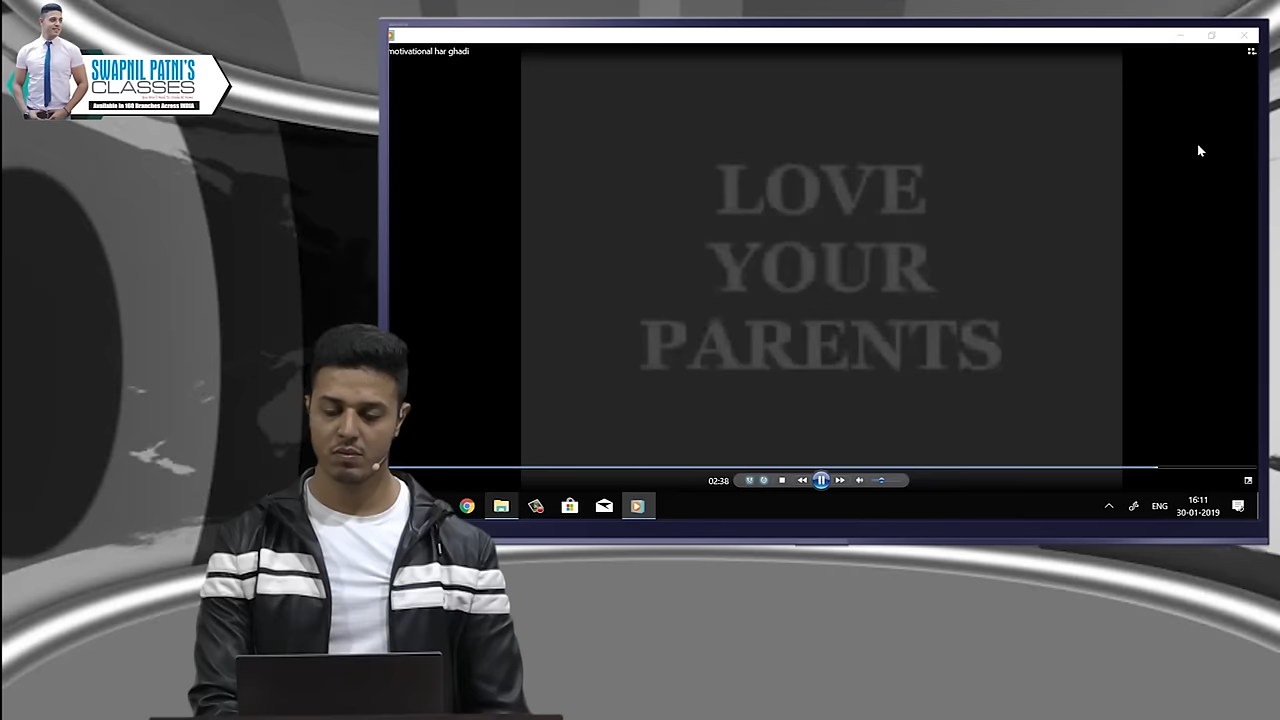 SWAPNIL PATNI'S
CLASSES
Available in 160 Branches Across INDIA
motivational har ghadi
LOVE
YOUR
PARENTS
02:38
ENG
16:11
30-01-2019